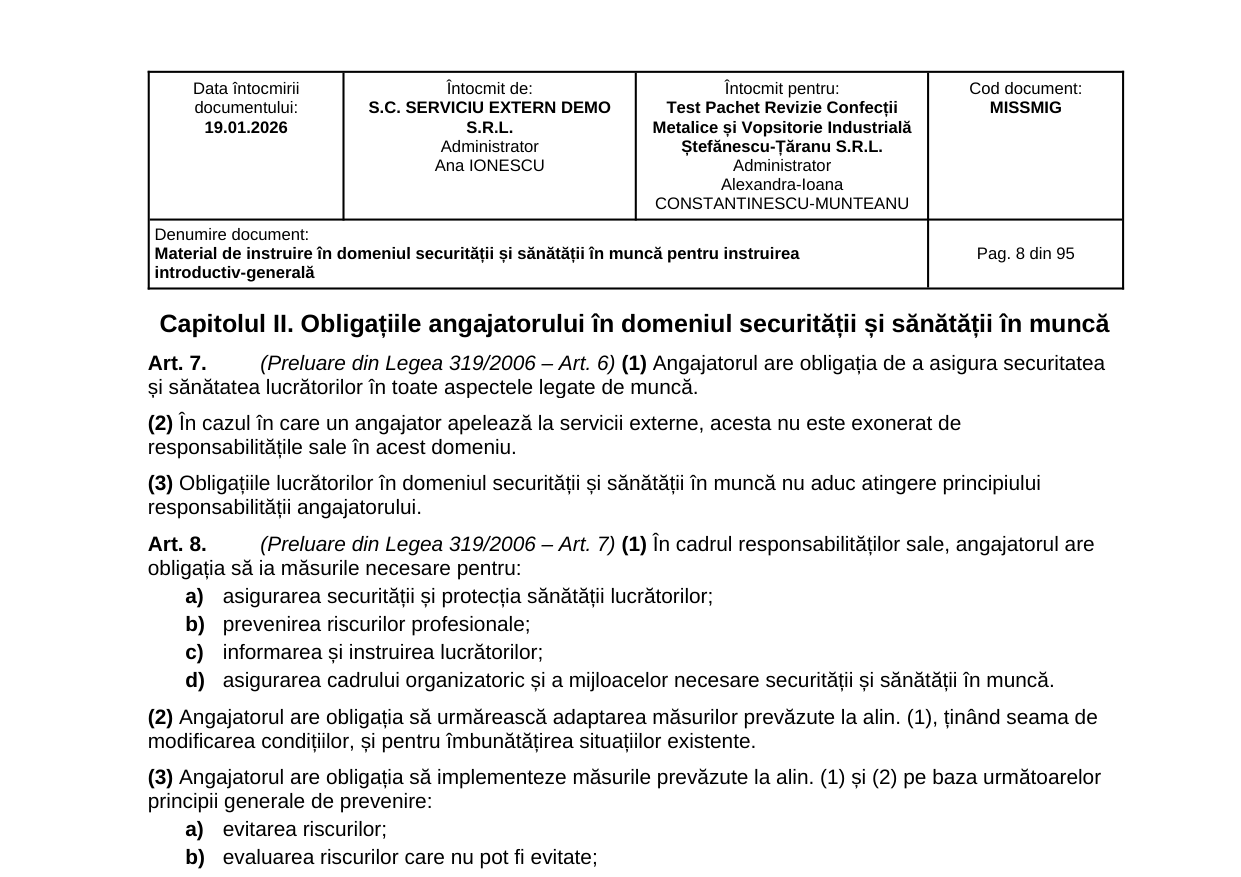 Data întocmirii
documentului:
19.01.2026
Întocmit de:
S.C. SERVICIU EXTERN DEMO
S.R.L.
Administrator
Ana IONESCU
Întocmit pentru:
Test Pachet Revizie Confecții
Metalice și Vopsitorie Industrială
Ștefănescu-Țăranu S.R.L.
Administrator
Alexandra-Ioana
CONSTANTINESCU-MUNTEANU
Cod document:
MISSMIG
Denumire document:
Material de instruire în domeniul securității și sănătății în muncă pentru instruirea
introductiv-generală
Pag. 8 din 95
Capitolul II. Obligațiile angajatorului în domeniul securității și sănătății în muncă
Art. 7. (Preluare din Legea 319/2006 – Art. 6) (1) Angajatorul are obligația de a asigura securitatea
și sănătatea lucrătorilor în toate aspectele legate de muncă.
(2) În cazul în care un angajator apelează la servicii externe, acesta nu este exonerat de
responsabilitățile sale în acest domeniu.
(3) Obligațiile lucrătorilor în domeniul securității și sănătății în muncă nu aduc atingere principiului
responsabilității angajatorului.
Art. 8. (Preluare din Legea 319/2006 – Art. 7) (1) În cadrul responsabilităților sale, angajatorul are
obligația să ia măsurile necesare pentru:
a) asigurarea securității și protecția sănătății lucrătorilor;
b) prevenirea riscurilor profesionale;
c) informarea și instruirea lucrătorilor;
d) asigurarea cadrului organizatoric și a mijloacelor necesare securității și sănătății în muncă.
(2) Angajatorul are obligația să urmărească adaptarea măsurilor prevăzute la alin. (1), ținând seama de
modificarea condițiilor, și pentru îmbunătățirea situațiilor existente.
(3) Angajatorul are obligația să implementeze măsurile prevăzute la alin. (1) și (2) pe baza următoarelor
principii generale de prevenire:
a) evitarea riscurilor;
b) evaluarea riscurilor care nu pot fi evitate;